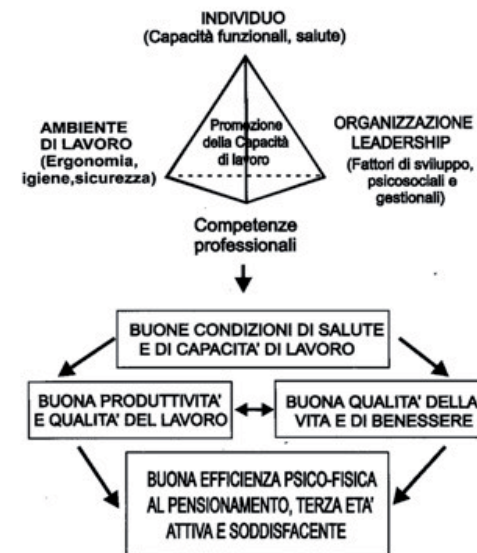 INDIVIDUO
(Capacità funzionali, salute)
AMBIENTE
DI LAVORO
(Ergonomia,
igiene,sicurezza)
Promozione
della Capacità
di lavoro
ORGANIZZAZIONE
LEADERSHIP
(Fattori di sviluppo,
psicosociali e
gestionali)
Competenze
professionali
BUONE CONDIZIONI DI SALUTE
E DI CAPACITA' DI LAVORO
BUONA PRODUTTIVITA'
E QUALITA' DEL LAVORO
BUONA QUALITA' DELLA
VITA E DI BENESSERE
BUONA EFFICIENZA PSICO-FISICA
AL PENSIONAMENTO, TERZA ETA'
ATTIVA E SODDISFACENTE